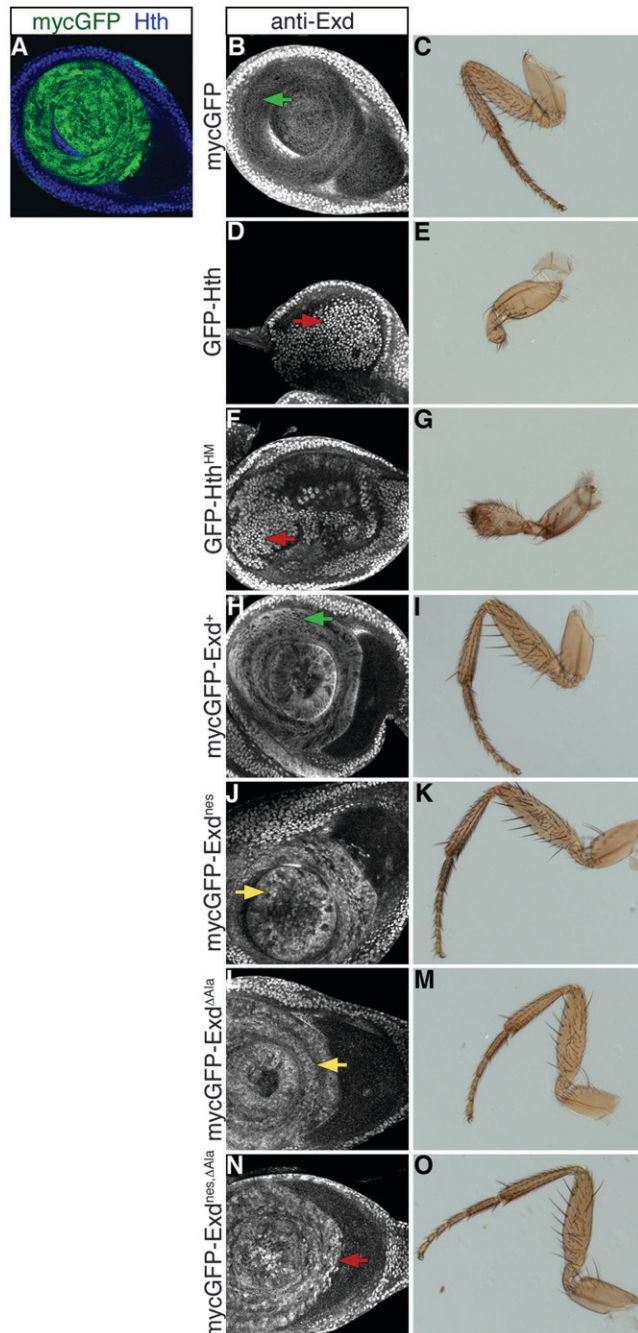 mycGFP Hth
anti-Exd
A
B
C
mycGFP
D
E
GFP-Hth
F
G
GFP-Hth^HM
H
I
mycGFP-Exd^+
J
K
mycGFP-Exd^nes
L
M
mycGFP-Exd^ΔAla
N
O
mycGFP-Exd^nes,ΔAla